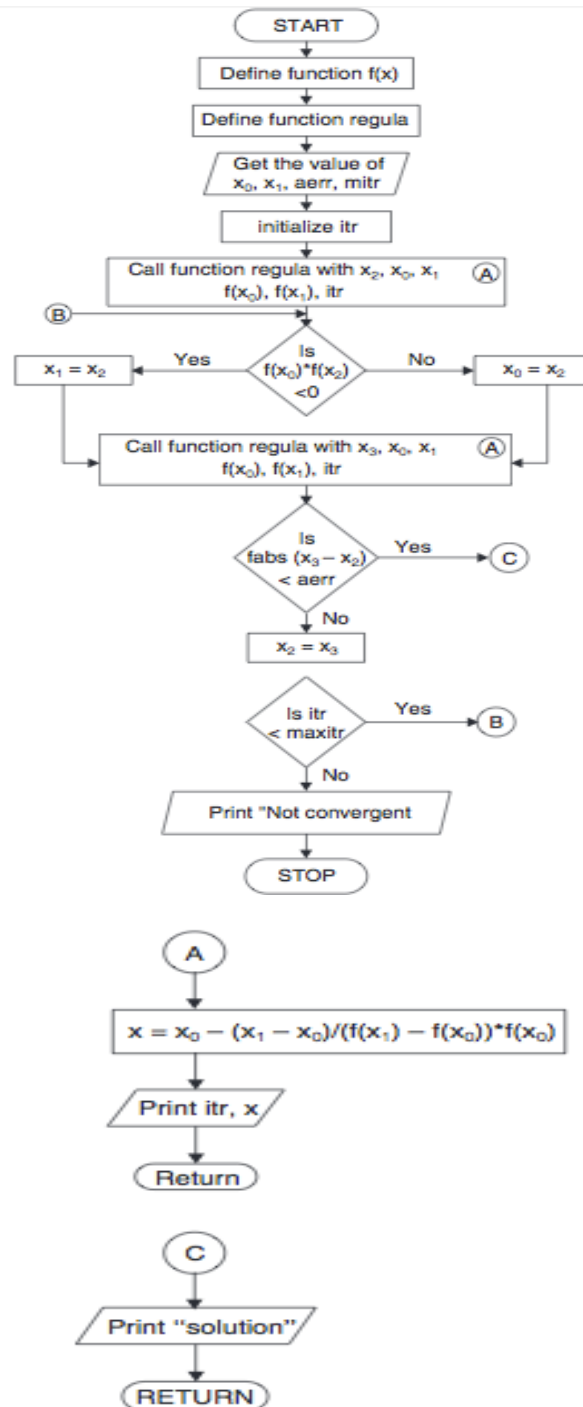 START
Define function f(x)
Define function regula
Get the value of
x₀, x₁, aerr, mitr
initialize itr
Call function regula with x₂, x₀, x₁
f(x₀), f(x₁), itr
A
B
Is
f(x₀)*f(x₂)
<0
Yes
No
x₁ = x₂
x₀ = x₂
Call function regula with x₃, x₀, x₁
f(x₀), f(x₁), itr
A
Is
fabs (x₃ – x₂)
< aerr
Yes
C
No
x₂ = x₃
Is itr
< maxitr
Yes
B
No
Print "Not convergent
STOP
A
x = x₀ – (x₁ – x₀)/(f(x₁) – f(x₀))*f(x₀)
Print itr, x
Return
C
Print “solution”
RETURN